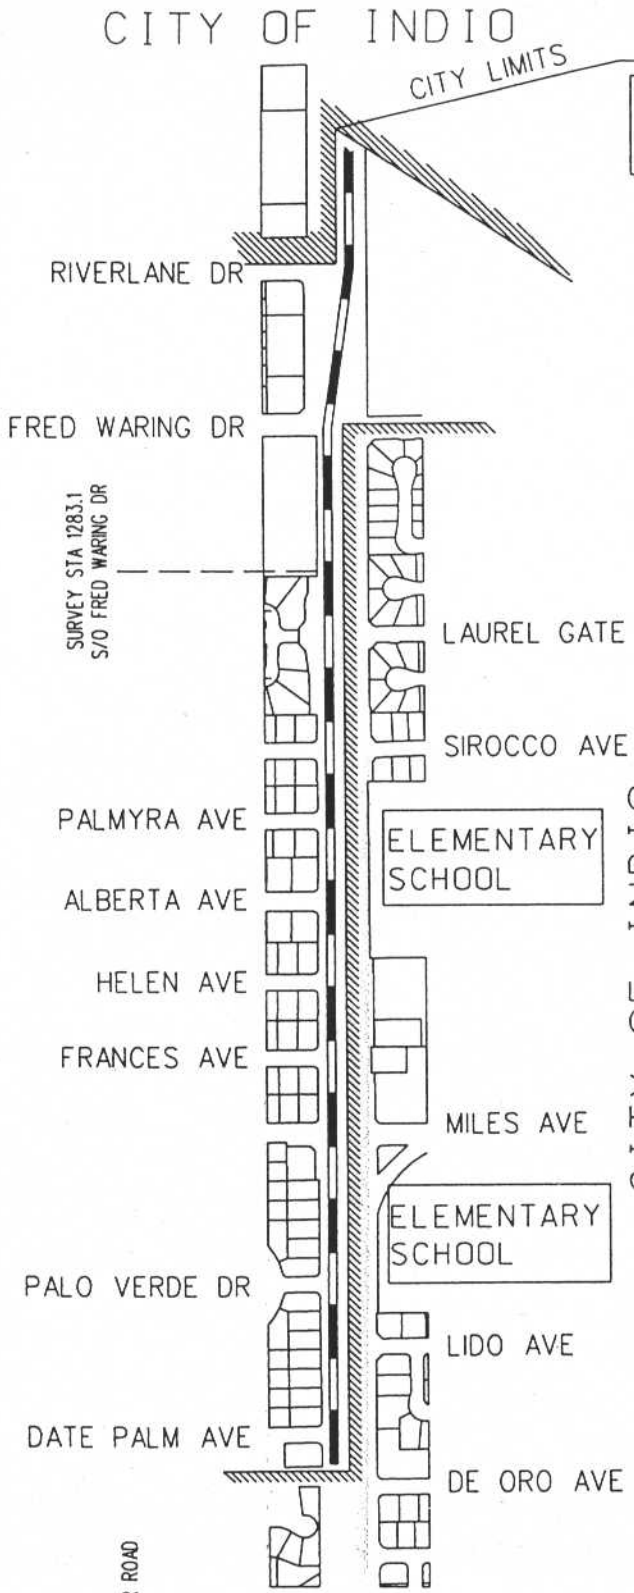 CITY OF INDIO
CITY LIMITS
RIVERLANE DR
FRED WARING DR
SURVEY STA 1283.1
S/O FRED WARING DR
LAUREL GATE
SIROCCO AVE
PALMYRA AVE
ELEMENTARY
SCHOOL
ALBERTA AVE
HELEN AVE
FRANCES AVE
MILES AVE
ELEMENTARY
SCHOOL
PALO VERDE DR
LIDO AVE
DATE PALM AVE
DE ORO AVE
ROAD